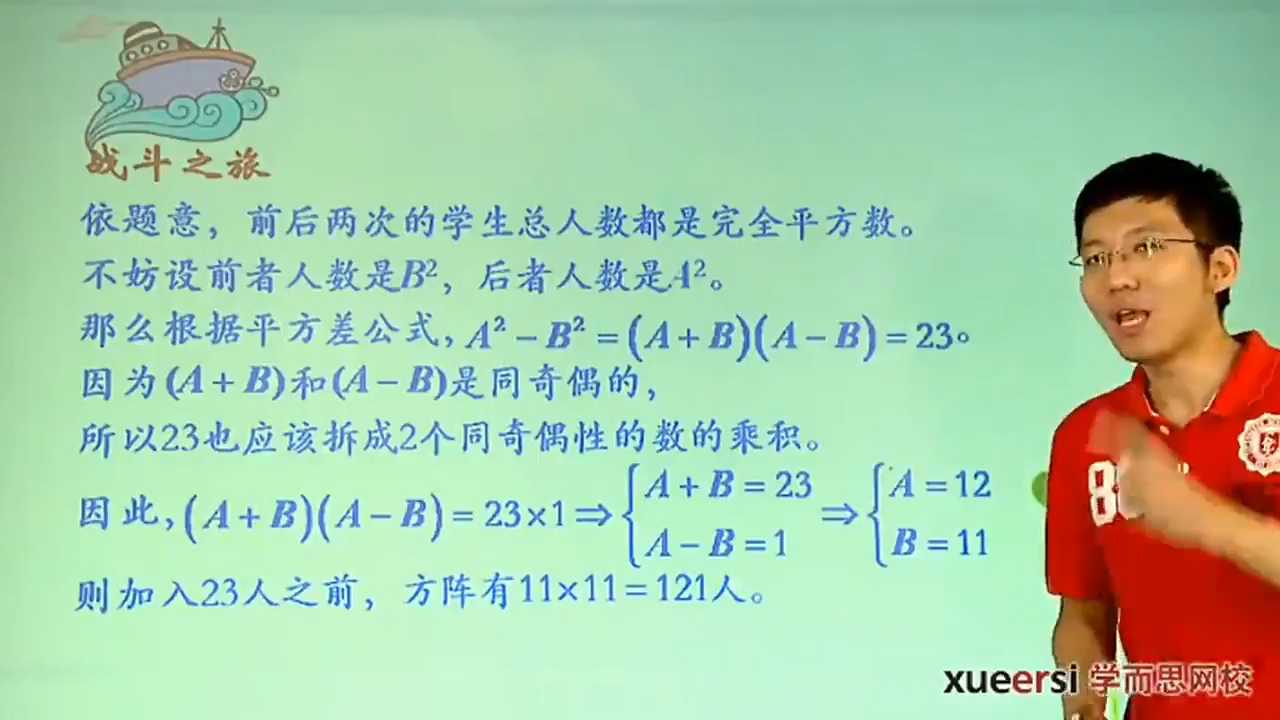 战斗之旅
依题意，前后两次的学生总人数都是完全平方数。
不妨设前者人数是B²，后者人数是A²。
那么根据平方差公式，A²－B²＝(A＋B)(A－B)＝23。
因为(A＋B)和(A－B)是同奇偶的，
所以23也应该拆成2个同奇偶性的数的乘积。
因此，(A＋B)(A－B)＝23×1⇒{A＋B＝23 A－B＝1⇒{A＝12 B＝11
则加入23人之前，方阵有11×11＝121人。
xueersi 学而思网校